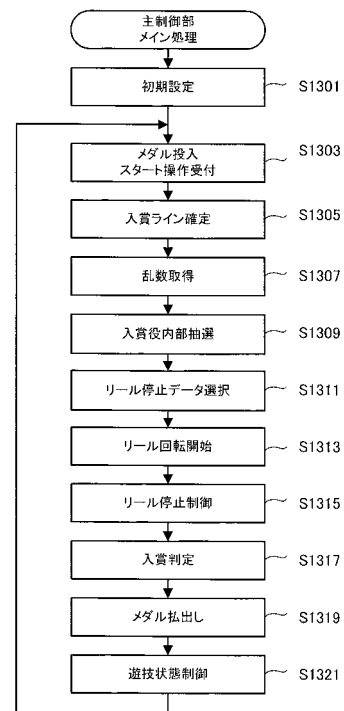 主制御部
メイン処理
初期設定
S1301
メダル投入
スタート操作受付
S1303
入賞ライン確定
S1305
乱数取得
S1307
入賞役内部抽選
S1309
リール停止データ選択
S1311
リール回転開始
S1313
リール停止制御
S1315
入賞判定
S1317
メダル払出し
S1319
遊技状態制御
S1321